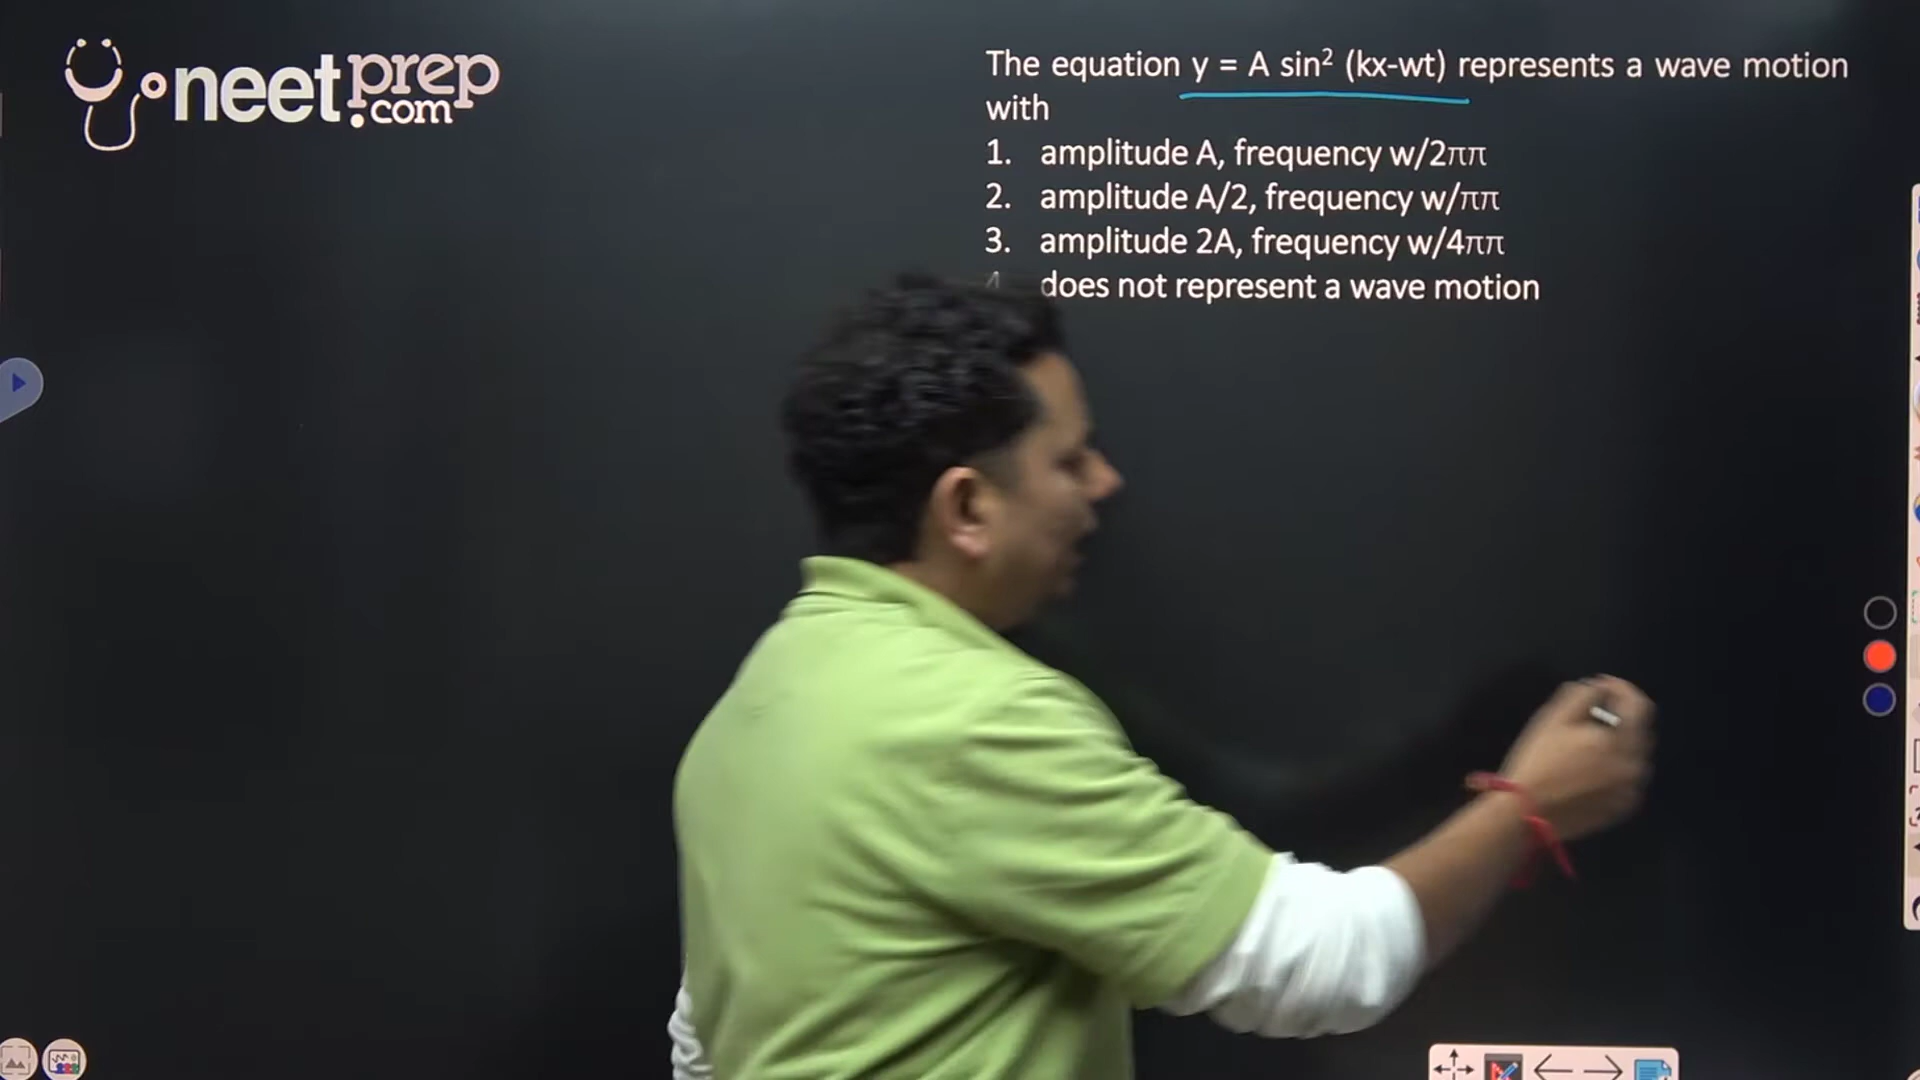 neetprep
.com
The equation y = A sin² (kx-wt) represents a wave motion
with
1. amplitude A, frequency w/2ππ
2. amplitude A/2, frequency w/ππ
3. amplitude 2A, frequency w/4ππ
4. does not represent a wave motion